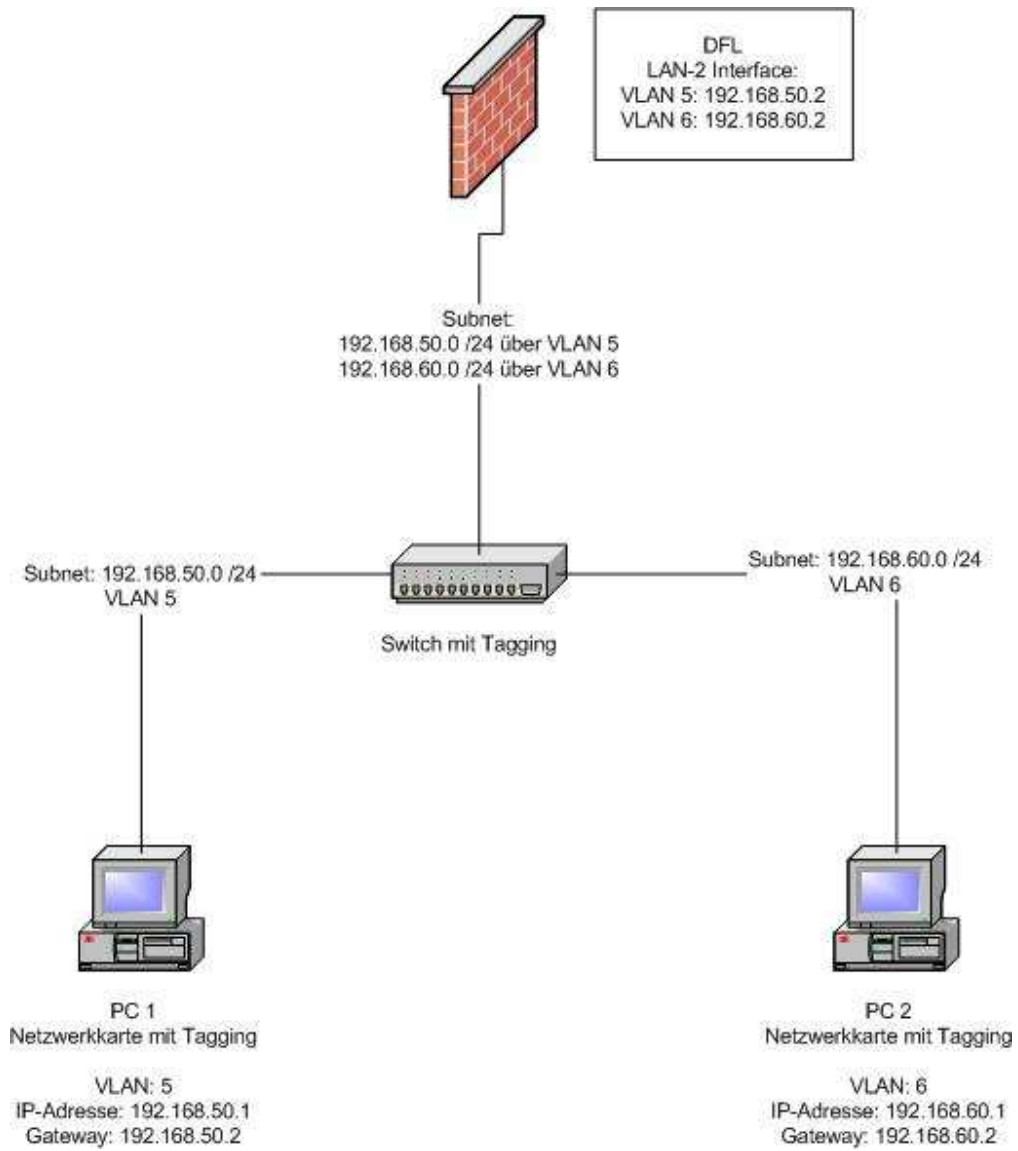 DFL
LAN-2 Interface:
VLAN 5: 192.168.50.2
VLAN 6: 192.168.60.2
Subnet:
192.168.50.0 /24 über VLAN 5
192.168.60.0 /24 über VLAN 6
Subnet: 192.168.50.0 /24
VLAN 5
Subnet: 192.168.60.0 /24
VLAN 6
Switch mit Tagging
PC 1
Netzwerkkarte mit Tagging
VLAN: 5
IP-Adresse: 192.168.50.1
Gateway: 192.168.50.2
PC 2
Netzwerkkarte mit Tagging
VLAN: 6
IP-Adresse: 192.168.60.1
Gateway: 192.168.60.2